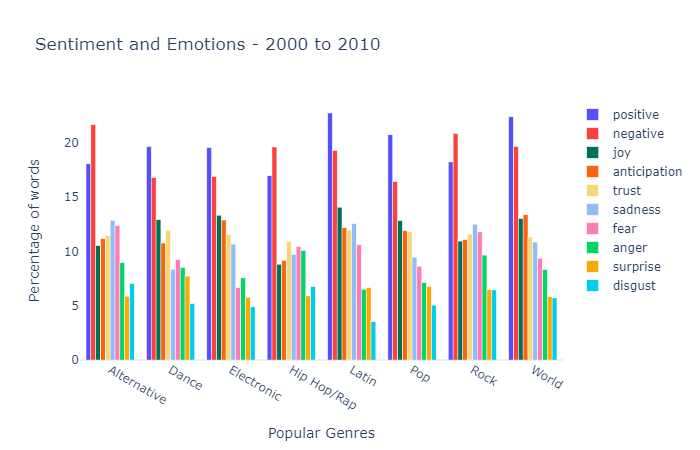 Sentiment and Emotions - 2000 to 2010
positive
negative
joy
anticipation
trust
sadness
fear
anger
surprise
disgust
Percentage of words
20
15
10
5
0
Alternative
Dance
Electronic
Hip Hop/Rap
Latin
Pop
Rock
World
Popular Genres